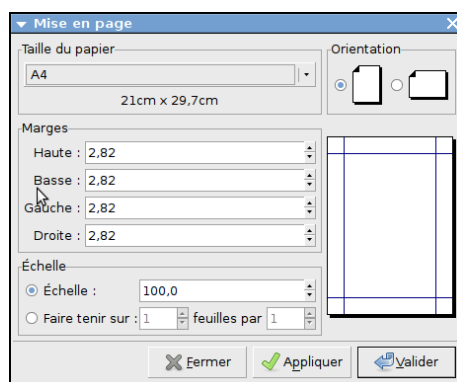 Mise en page
Taille du papier
Orientation
A4
21cm x 29,7cm
Marges
Haute : 2,82
Basse : 2,82
Gauche : 2,82
Droite : 2,82
Échelle
Échelle : 100,0
Faire tenir sur : 1 feuilles par 1
Fermer Appliquer Valider